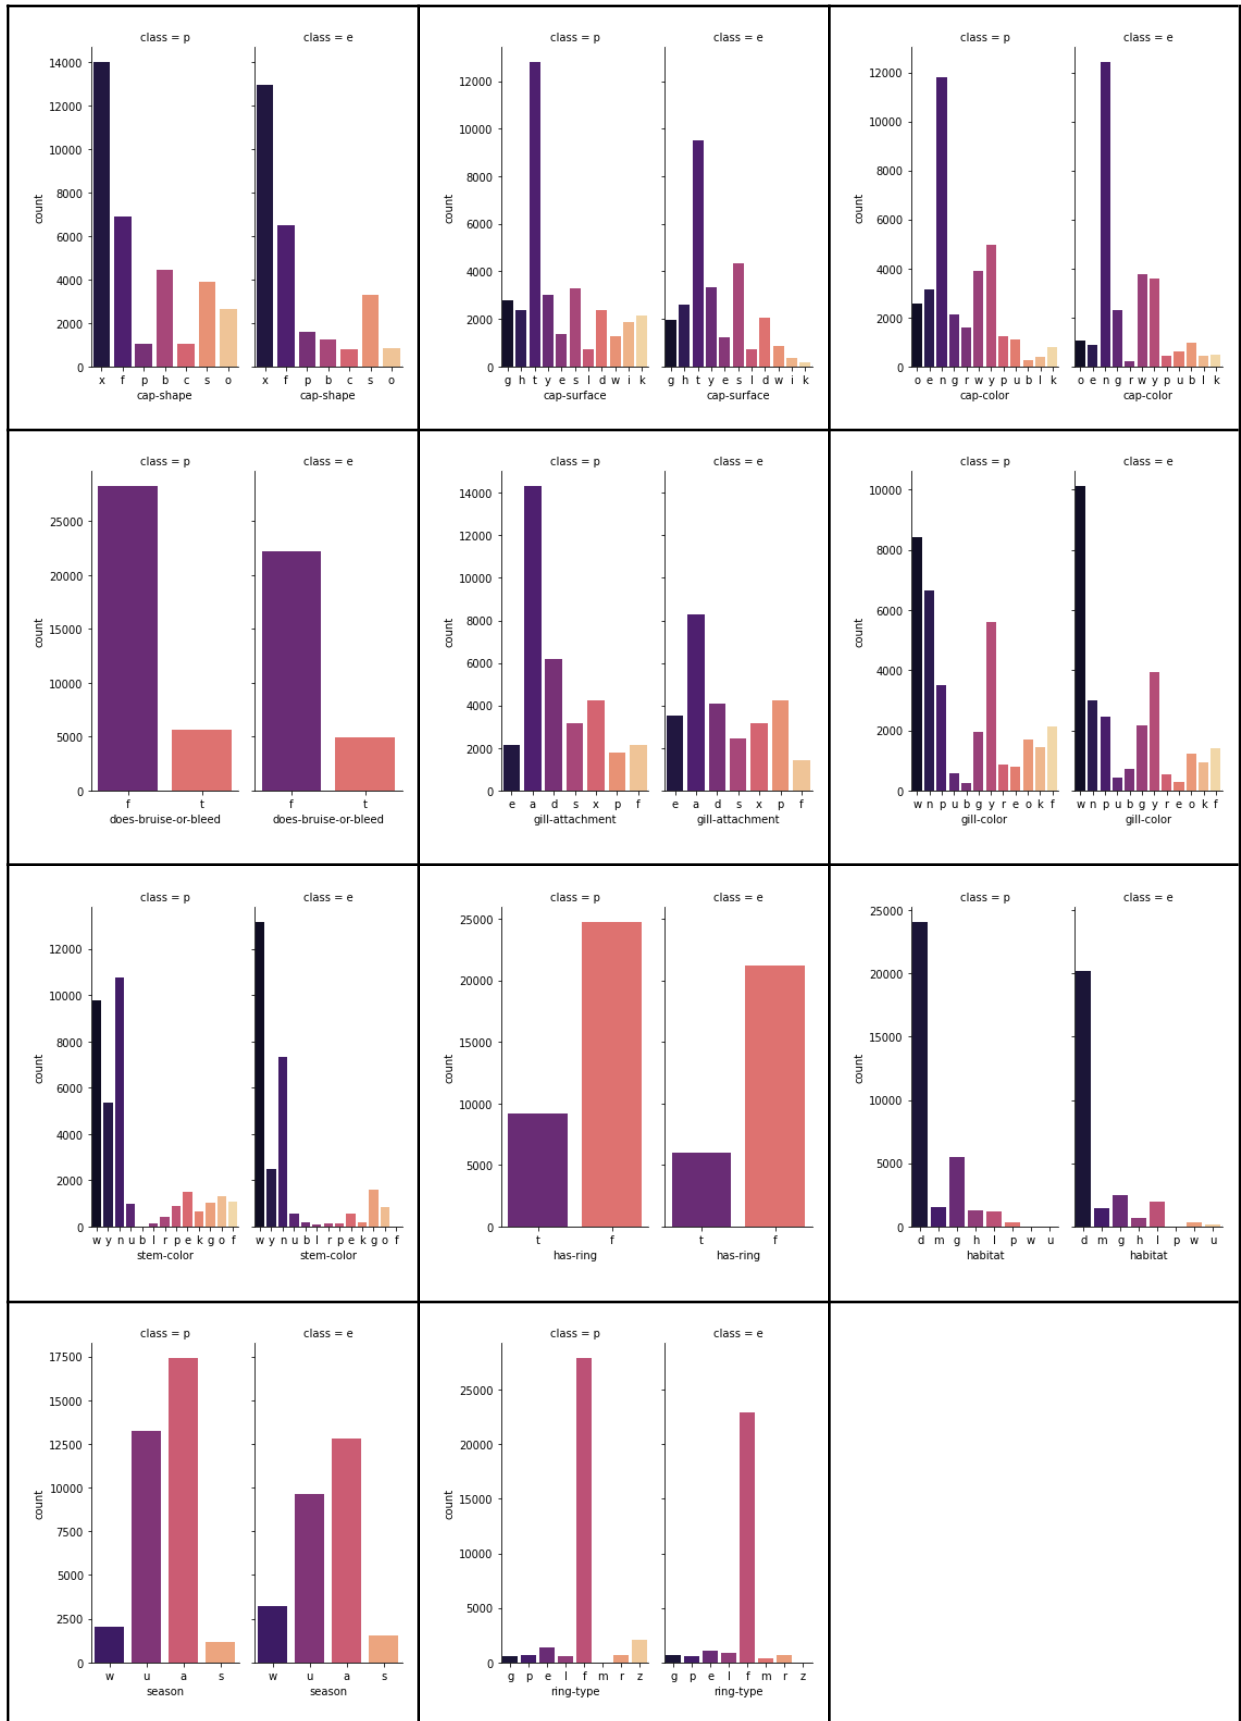 class = p class = e
14000
12000
10000
8000
6000
4000
2000
0
count
x f p b c s o x f p b c s o
cap-shape cap-shape
class = p class = e
12000
10000
8000
6000
4000
2000
0
count
g h t y e s l d w i k g h t y e s l d w i k
cap-surface cap-surface
class = p class = e
12000
10000
8000
6000
4000
2000
0
count
o e n g r w y p u b l k o e n g r w y p u b l k
cap-color cap-color
class = p class = e
25000
20000
15000
10000
5000
0
count
f t f t
does-bruise-or-bleed does-bruise-or-bleed
class = p class = e
14000
12000
10000
8000
6000
4000
2000
0
count
e a d s x p f e a d s x p f
gill-attachment gill-attachment
class = p class = e
10000
8000
6000
4000
2000
0
count
w n p u b g y r e o k f w n p u b g y r e o k f
gill-color gill-color
class = p class = e
12000
10000
8000
6000
4000
2000
0
count
w y n u b l r p e k g o f w y n u b l r p e k g o f
stem-color stem-color
class = p class = e
25000
20000
15000
10000
5000
0
count
t f t f
has-ring has-ring
class = p class = e
25000
20000
15000
10000
5000
0
count
d m g h l p w u d m g h l p w u
habitat habitat
class = p class = e
17500
15000
12500
10000
7500
5000
2500
0
count
w u a s w u a s
season season
class = p class = e
25000
20000
15000
10000
5000
0
count
g p e l f m r z g p e l f m r z
ring-type ring-type